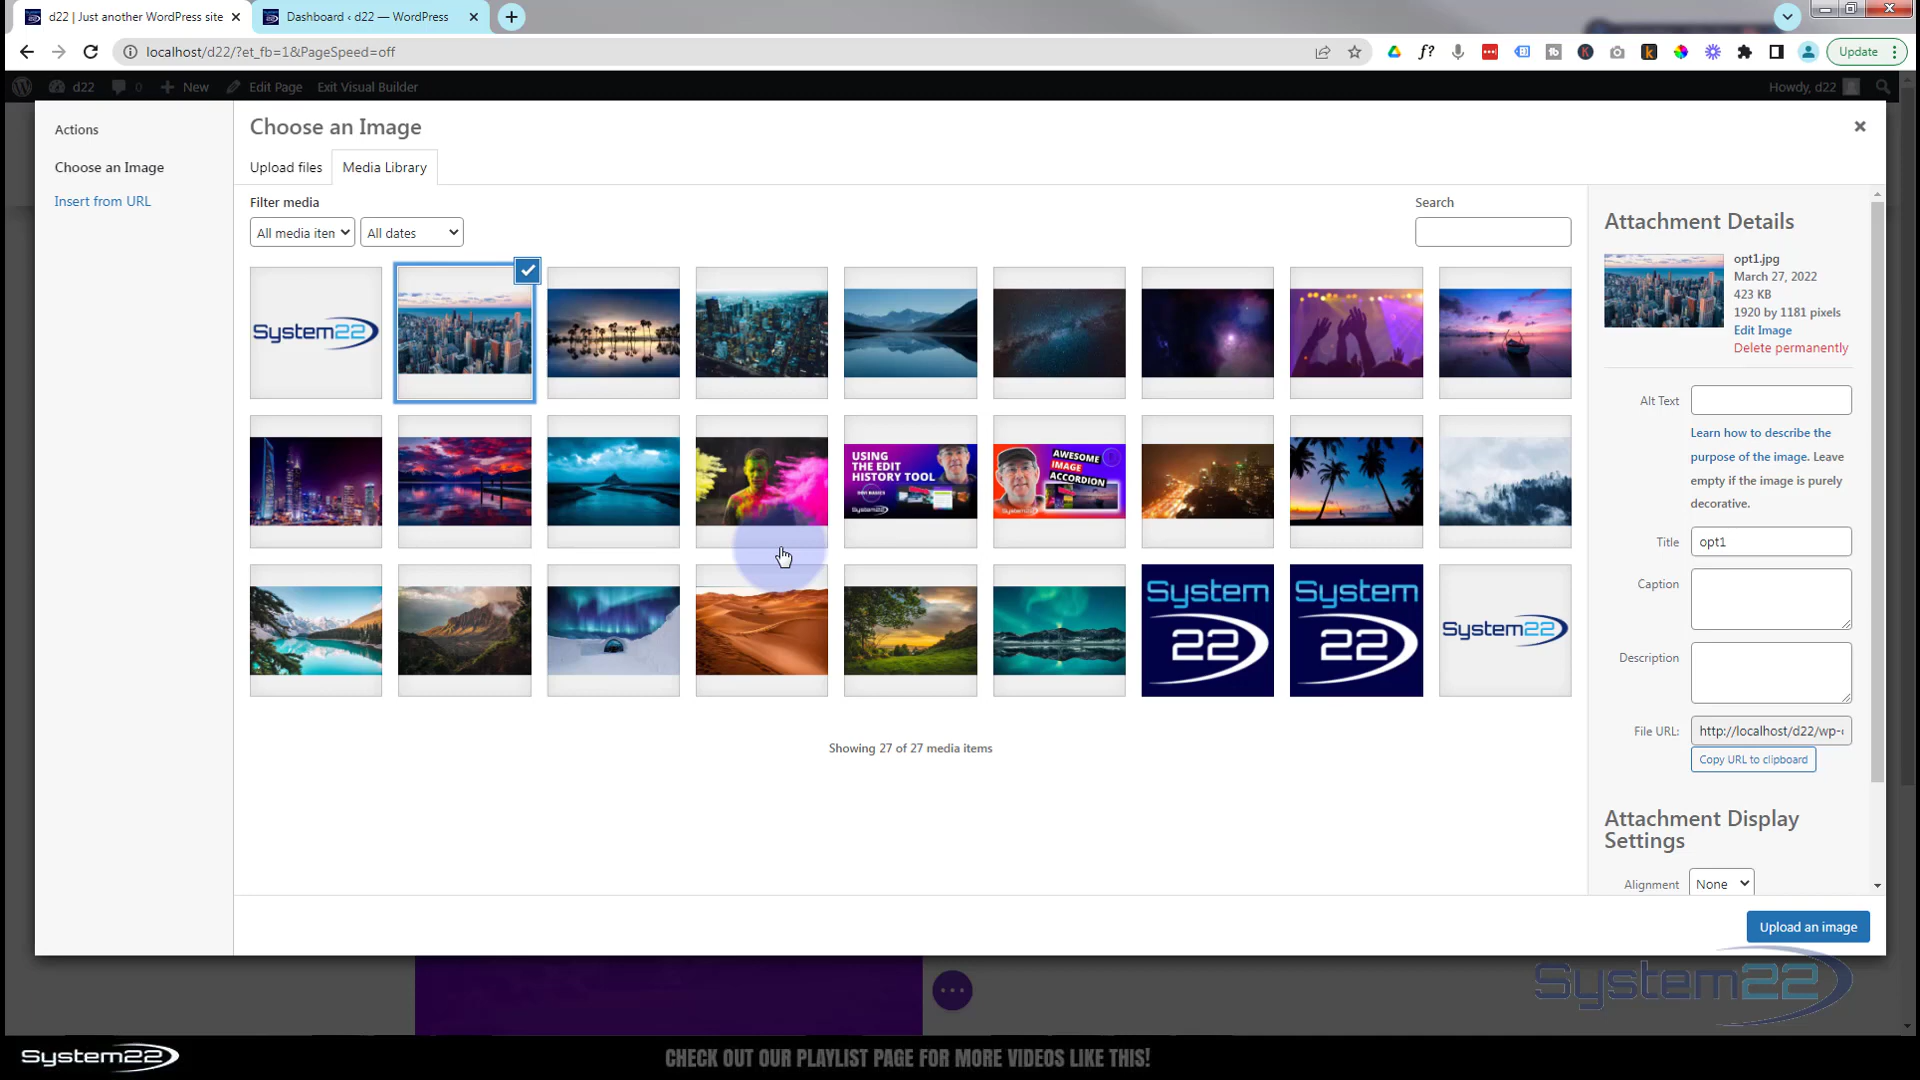 d22 | Just another WordPress site
Dashboard ‹ d22 — WordPress
localhost/d22/?et_fb=1&PageSpeed=off
f?
Update
d22
0
New
Edit Page
Exit Visual Builder
Howdy, d22
Actions
Choose an Image
Insert from URL
Choose an Image
Upload files
Media Library
Filter media
All media iten
All dates
Search
System22
USING
THE EDIT
HISTORY TOOL
DIVI BASICS
System22
AWESOME
IMAGE
ACCORDION
System22
System
22
System
22
System22
Showing 27 of 27 media items
Attachment Details
opt1.jpg
March 27, 2022
423 KB
1920 by 1181 pixels
Edit Image
Delete permanently
Alt Text
Learn how to describe the
purpose of the image. Leave
empty if the image is purely
decorative.
Title
opt1
Caption
Description
File URL:
http://localhost/d22/wp-c
Copy URL to clipboard
Attachment Display
Settings
Alignment
None
Upload an image
System22
System22
CHECK OUT OUR PLAYLIST PAGE FOR MORE VIDEOS LIKE THIS!